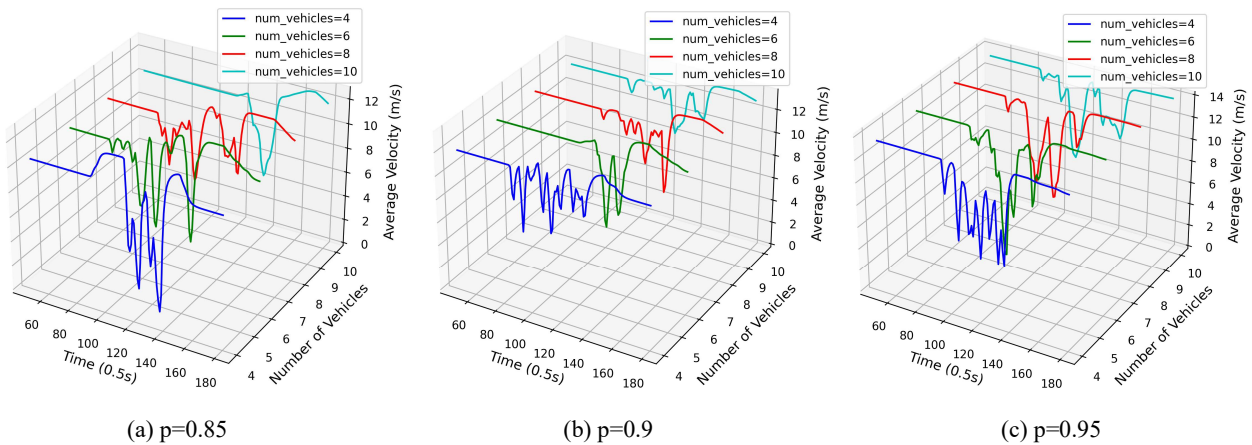 num_vehicles=4
num_vehicles=6
num_vehicles=8
num_vehicles=10
12
10
8
6
4
2
0
Average Velocity (m/s)
10
9
8
7
6
5
4
Number of Vehicles
60
80
100
120
140
160
180
Time (0.5s)
(a) p=0.85
num_vehicles=4
num_vehicles=6
num_vehicles=8
num_vehicles=10
12
10
8
6
4
2
0
Average Velocity (m/s)
10
9
8
7
6
5
4
Number of Vehicles
60
80
100
120
140
160
180
Time (0.5s)
(b) p=0.9
num_vehicles=4
num_vehicles=6
num_vehicles=8
num_vehicles=10
14
12
10
8
6
4
2
0
Average Velocity (m/s)
10
9
8
7
6
5
4
Number of Vehicles
60
80
100
120
140
160
180
Time (0.5s)
(c) p=0.95